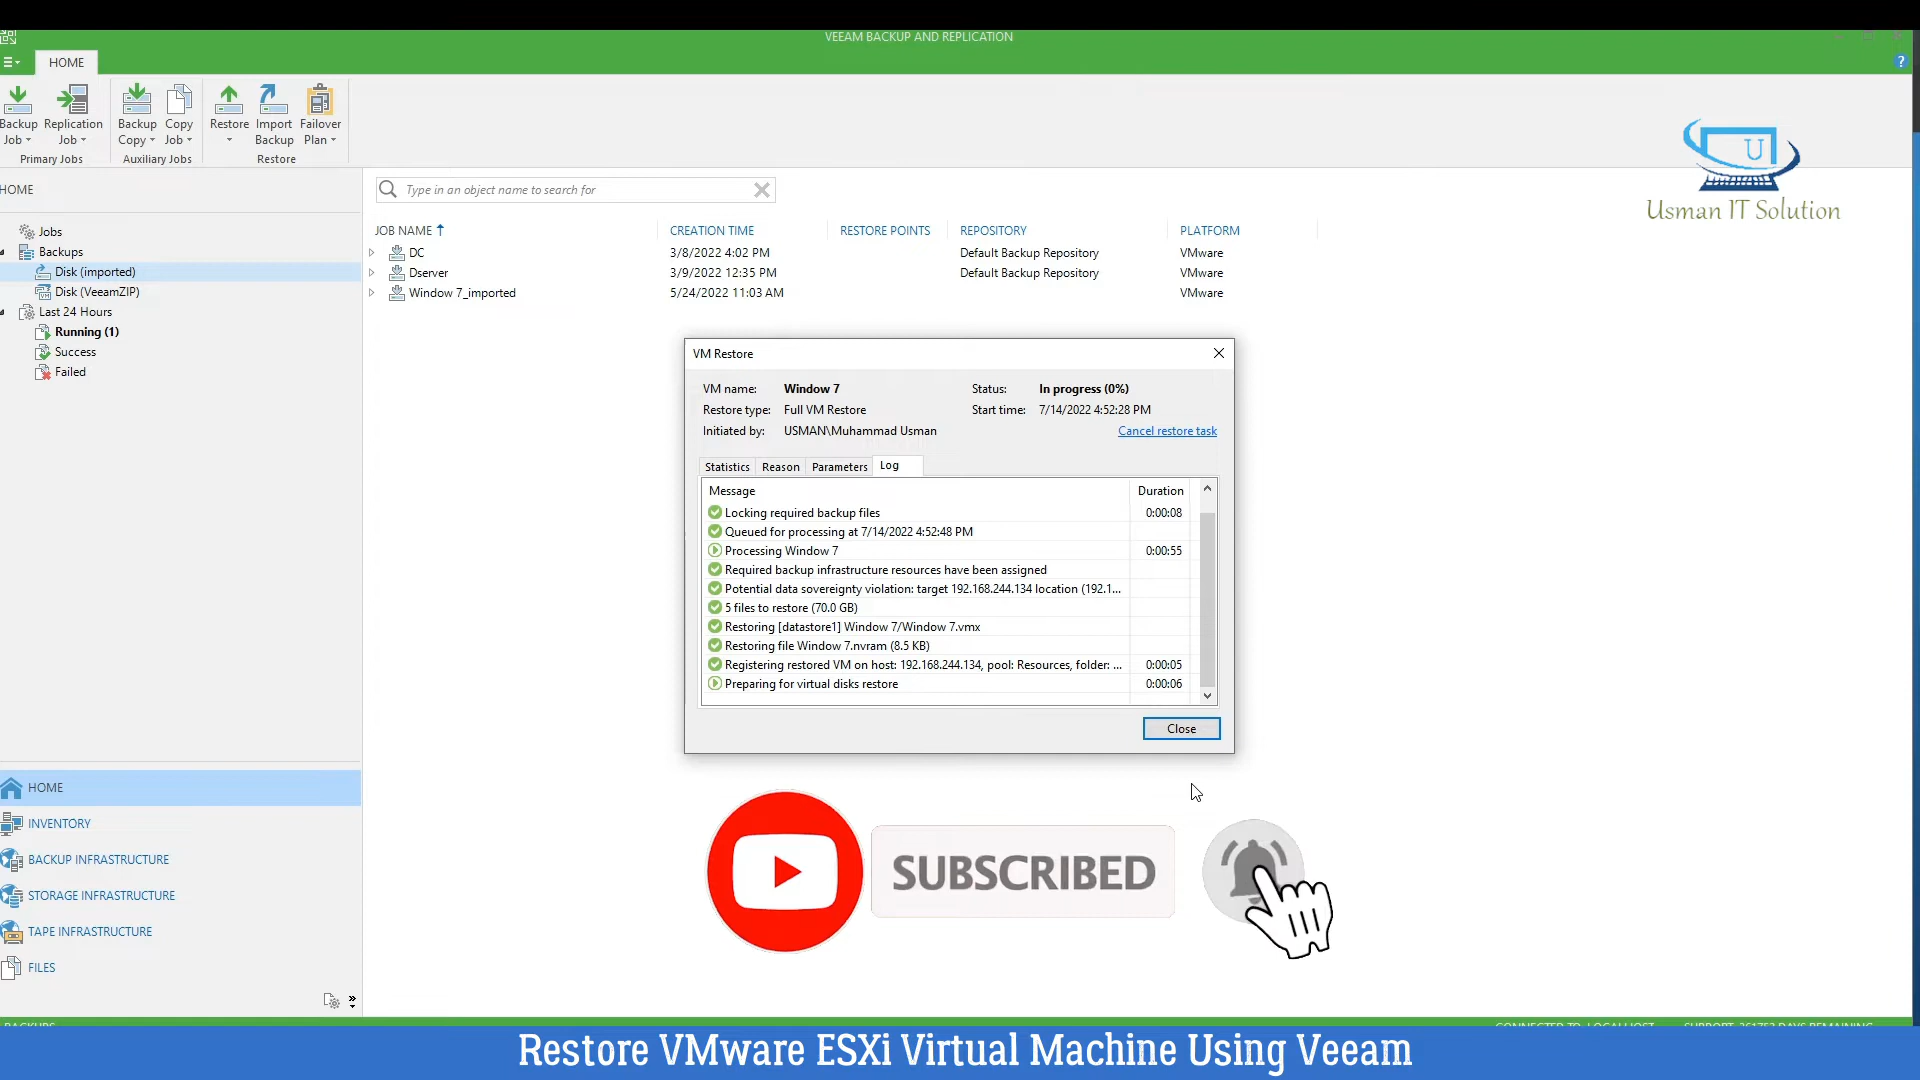 VEEAM BACKUP AND REPLICATION
HOME
Backup Job
Replication Job
Backup Copy
Copy Job
Restore
Import Backup
Failover Plan
Primary Jobs
Auxiliary Jobs
Restore
U
Usman IT Solution
HOME
Type in an object name to search for
Jobs
Backups
Disk (imported)
Disk (VeeamZIP)
Last 24 Hours
Running (1)
Success
Failed
JOB NAME CREATION TIME RESTORE POINTS REPOSITORY PLATFORM
DC 3/8/2022 4:02 PM Default Backup Repository VMware
Dserver 3/9/2022 12:35 PM Default Backup Repository VMware
Window 7_imported 5/24/2022 11:03 AM VMware
VM Restore
VM name: Window 7 Status: In progress (0%)
Restore type: Full VM Restore Start time: 7/14/2022 4:52:28 PM
Initiated by: USMAN\Muhammad Usman Cancel restore task
Statistics Reason Parameters Log
Message Duration
Locking required backup files 0:00:08
Queued for processing at 7/14/2022 4:52:48 PM
Processing Window 7 0:00:55
Required backup infrastructure resources have been assigned
Potential data sovereignty violation: target 192.168.244.134 location (192.1...
5 files to restore (70.0 GB)
Restoring [datastore1] Window 7/Window 7.vmx
Restoring file Window 7.nvram (8.5 KB)
Registering restored VM on host: 192.168.244.134, pool: Resources, folder: ... 0:00:05
Preparing for virtual disks restore 0:00:06
Close
HOME
INVENTORY
BACKUP INFRASTRUCTURE
STORAGE INFRASTRUCTURE
TAPE INFRASTRUCTURE
FILES
SUBSCRIBED
Restore VMware ESXi Virtual Machine Using Veeam